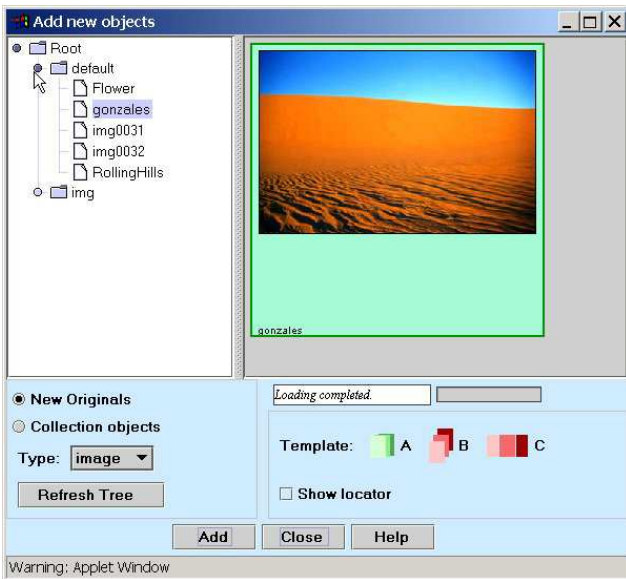 Add new objects
Root
default
Flower
gonzales
img0031
img0032
RollingHills
img
gonzales
New Originals
Collection objects
Type: image
Refresh Tree
Loading completed.
Template: A B C
Show locator
Add Close Help
Warning: Applet Window